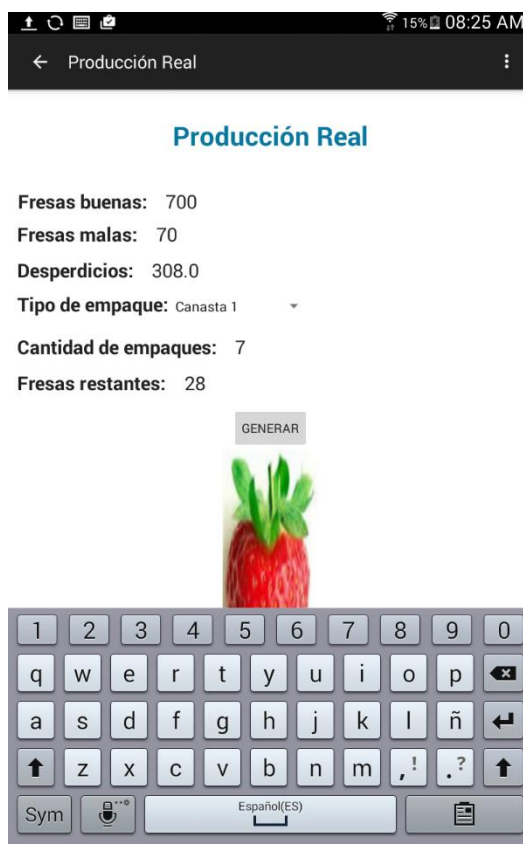 15% 08:25 AM
Producción Real
Producción Real
Fresas buenas: 700
Fresas malas: 70
Desperdicios: 308.0
Tipo de empaque: Canasta 1
Cantidad de empaques: 7
Fresas restantes: 28
GENERAR
1 2 3 4 5 6 7 8 9 0
q w e r t y u i o p
a s d f g h j k l ñ
z x c v b n m , ! . ?
Sym Español(ES)